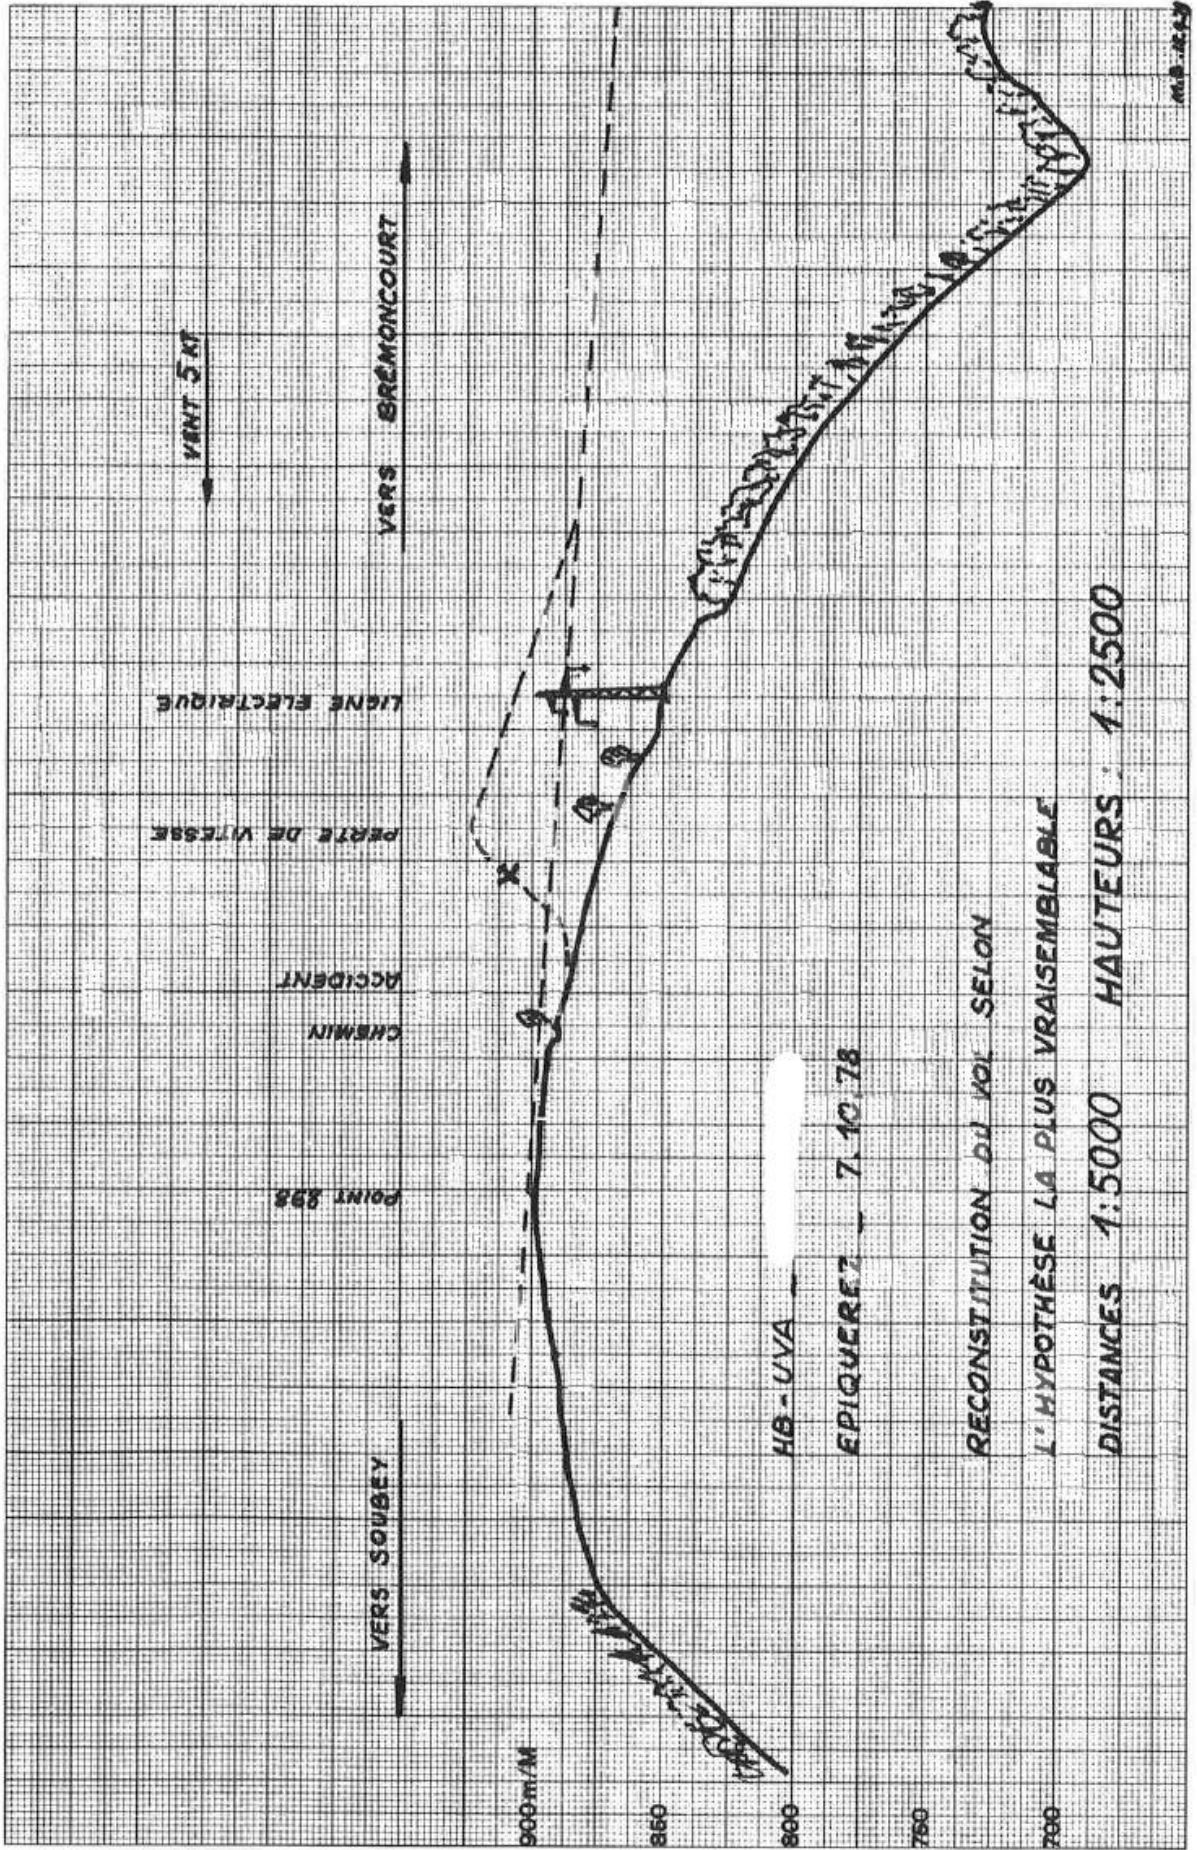 LIGNE ÉLECTRIQUE
PERTE DE VITESSE
ACCIDENT
CHEMIN
POINT 898
VENT 5 KT
VERS SOUBEY
VERS BRÉMONCOURT
900m/M
850
800
750
700
HB-UVA _
EPIQUEREZ _ 7.10.78
RECONSTITUTION DU VOL SELON
L'HYPOTHÈSE LA PLUS VRAISEMBLABLE
DISTANCES 1:5000 HAUTEURS: 1:2500